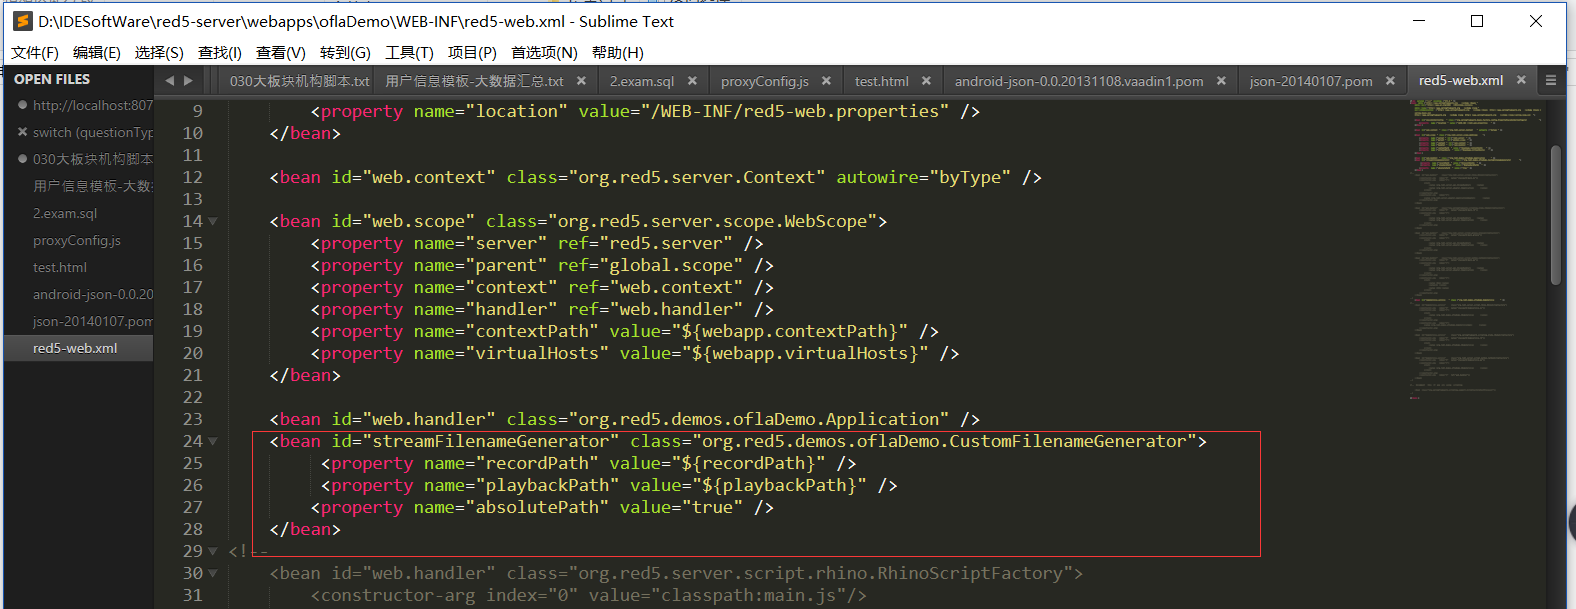 D:\IDESoftWare\red5-server\webapps\oflaDemo\WEB-INF\red5-web.xml - Sublime Text
文件(F) 编辑(E) 选择(S) 查找(I) 查看(V) 转到(G) 工具(T) 项目(P) 首选项(N) 帮助(H)
OPEN FILES
http://localhost:807
switch (questionTyp
030大板块机构脚本
用户信息模板-大数
2.exam.sql
proxyConfig.js
test.html
android-json-0.0.20
json-20140107.pom
red5-web.xml
030大板块机构脚本.txt 用户信息模板-大数据汇总.txt 2.exam.sql proxyConfig.js test.html android-json-0.0.20131108.vaadin1.pom json-20140107.pom red5-web.xml
9 <property name="location" value="/WEB-INF/red5-web.properties" />
10 </bean>
11
12 <bean id="web.context" class="org.red5.server.Context" autowire="byType" />
13
14 <bean id="web.scope" class="org.red5.server.scope.WebScope">
15 <property name="server" ref="red5.server" />
16 <property name="parent" ref="global.scope" />
17 <property name="context" ref="web.context" />
18 <property name="handler" ref="web.handler" />
19 <property name="contextPath" value="${webapp.contextPath}" />
20 <property name="virtualHosts" value="${webapp.virtualHosts}" />
21 </bean>
22
23 <bean id="web.handler" class="org.red5.demos.oflaDemo.Application" />
24 <bean id="streamFilenameGenerator" class="org.red5.demos.oflaDemo.CustomFilenameGenerator">
25 <property name="recordPath" value="${recordPath}" />
26 <property name="playbackPath" value="${playbackPath}" />
27 <property name="absolutePath" value="true" />
28 </bean>
29 <!--
30 <bean id="web.handler" class="org.red5.server.script.rhino.RhinoScriptFactory">
31 <constructor-arg index="0" value="classpath:main.js"/>